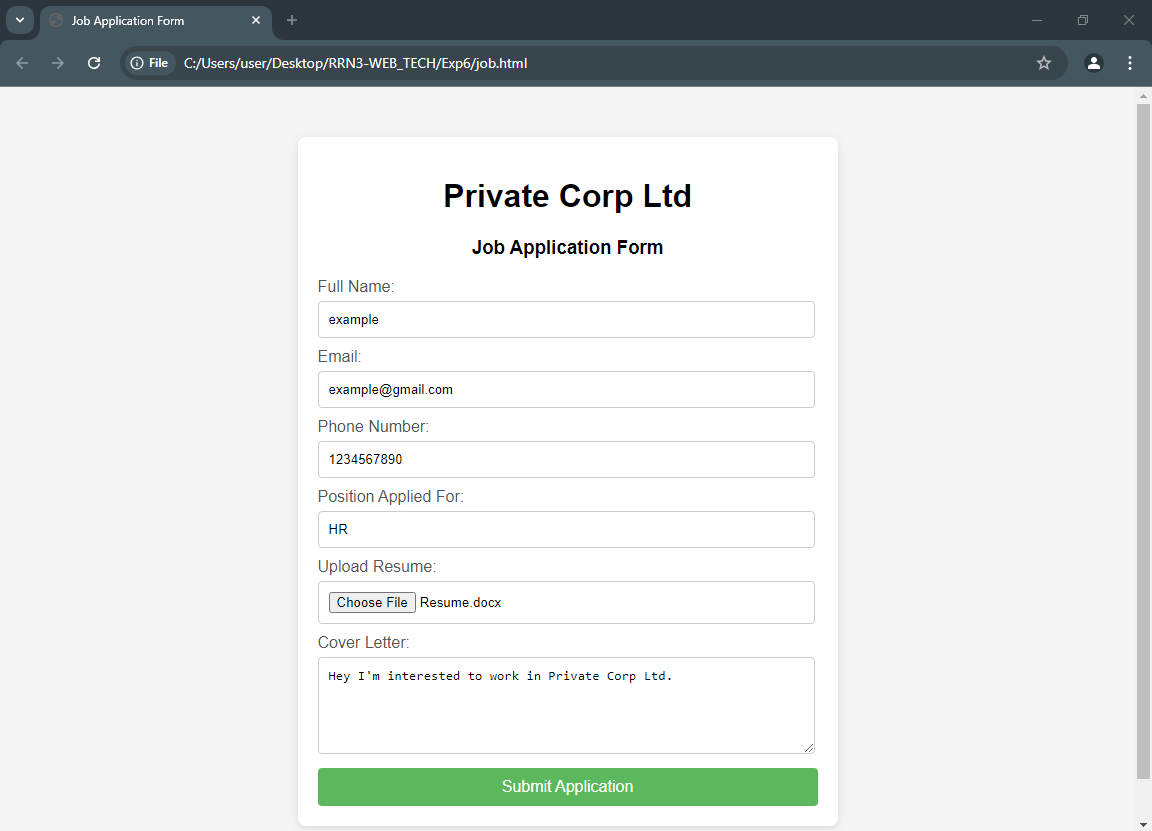 Job Application Form
File C:/Users/user/Desktop/RRN3-WEB_TECH/Exp6/job.html
Private Corp Ltd
Job Application Form
Full Name:
example
Email:
example@gmail.com
Phone Number:
1234567890
Position Applied For:
HR
Upload Resume:
Choose File Resume.docx
Cover Letter:
Hey I'm interested to work in Private Corp Ltd.
Submit Application